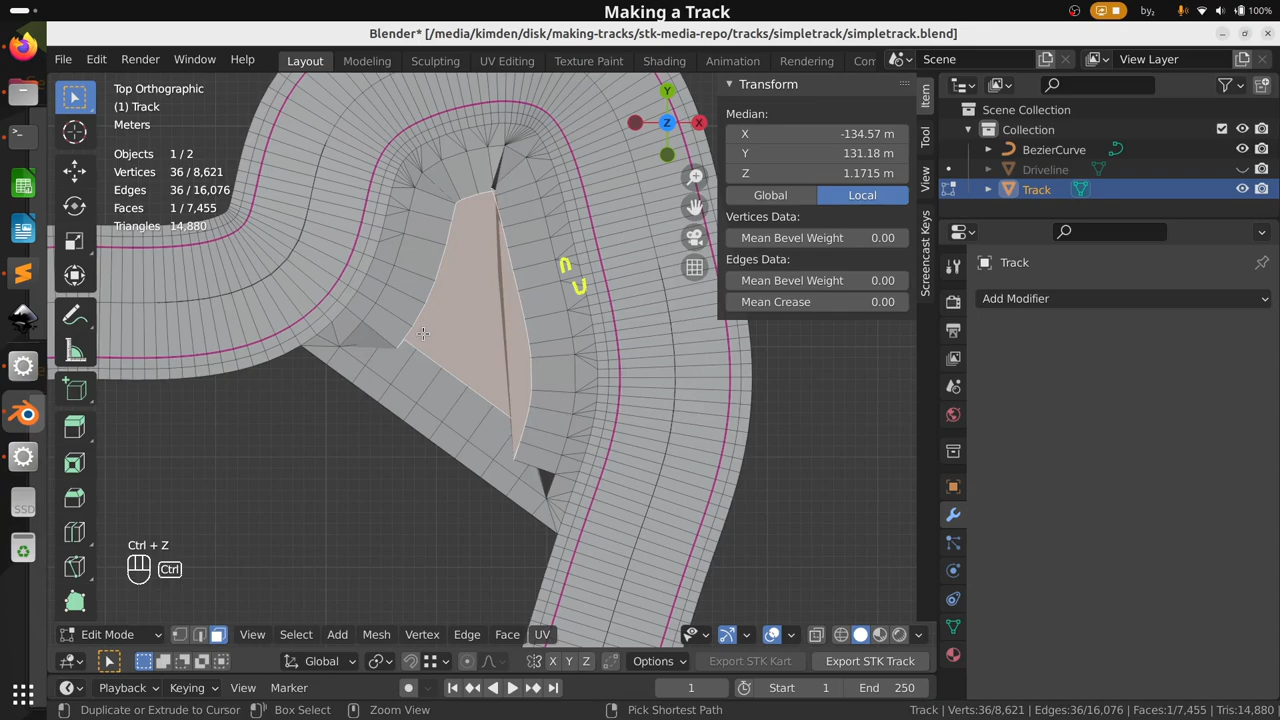 by₂
100%
Making a Track
Blender* [/media/kimden/disk/making-tracks/stk-media-repo/tracks/simpletrack/simpletrack.blend]
File Edit Render Window Help Layout Modeling Sculpting UV Editing Texture Paint Shading Animation Rendering Com Scene View Layer
Top Orthographic
(1) Track
Meters
Objects 1 / 2
Vertices 36 / 8,621
Edges 36 / 16,076
Faces 1 / 7,455
Triangles 14,880
Y
X
Z
Ctrl + Z
Ctrl
Transform
Median:
X -134.57 m
Y 131.18 m
Z 1.1715 m
Global Local
Vertices Data:
Mean Bevel Weight 0.00
Edges Data:
Mean Bevel Weight 0.00
Mean Crease 0.00
Item
Tool
View
Screencast Keys
Scene Collection
Collection
BezierCurve
Driveline
Track
Track
Add Modifier
SSD
Edit Mode View Select Add Mesh Vertex Edge Face UV
Global X Y Z Options Export STK Kart Export STK Track
Playback Keying View Marker 1 Start 1 End 250
Duplicate or Extrude to Cursor Box Select Zoom View Pick Shortest Path Track | Verts:36/8,621 | Edges:36/16,076 | Faces:1/7,455 | Tris:14,880